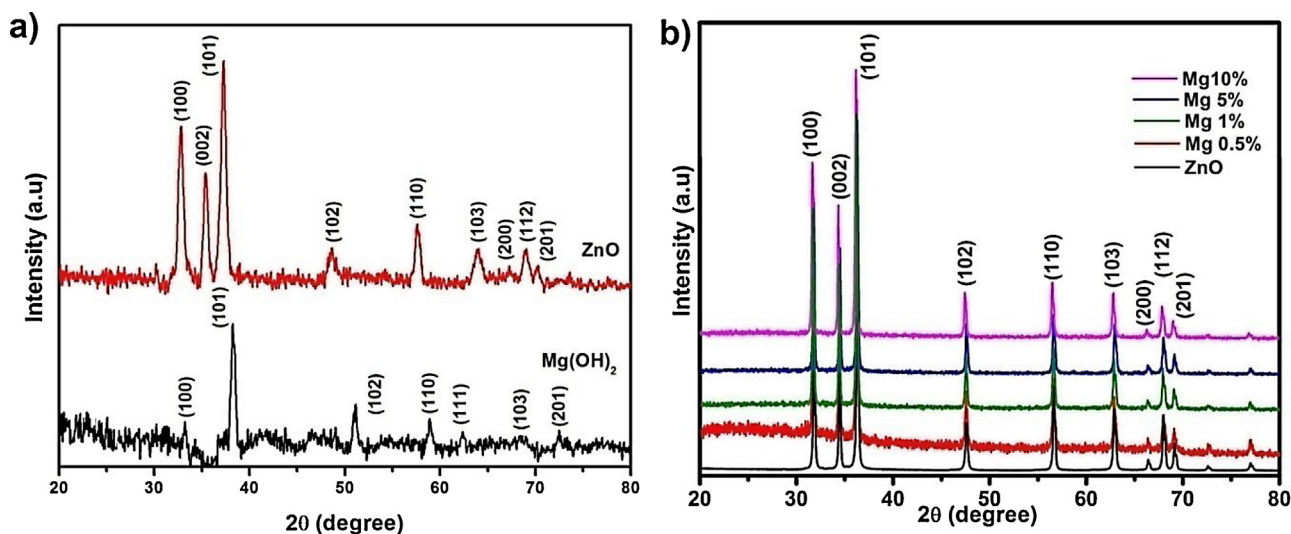 a)
Intensity (a.u)
(100)
(002)
(101)
(102)
(110)
(103)
(200)
(112)
(201)
ZnO
(101)
Mg(OH)2
(100)
(102)
(110)
(111)
(103)
(201)
20 30 40 50 60 70 80
2θ (degree)
b)
Intensity (a.u)
(100)
(002)
(101)
(102)
(110)
(103)
(200)
(112)
(201)
Mg10%
Mg 5%
Mg 1%
Mg 0.5%
ZnO
20 30 40 50 60 70 80
2θ (degree)